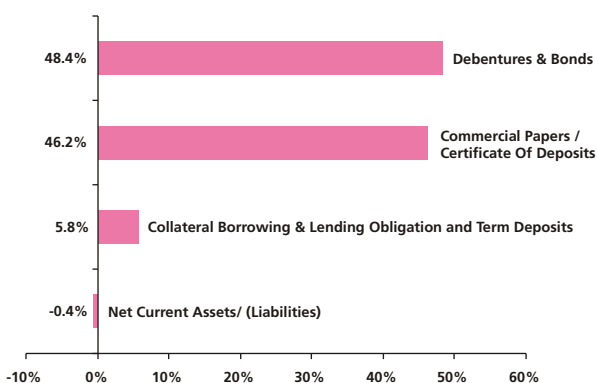 48.4%
Debentures & Bonds
46.2%
Commercial Papers /
Certificate Of Deposits
5.8%
Collateral Borrowing & Lending Obligation and Term Deposits
-0.4%
Net Current Assets/ (Liabilities)
-10% 0% 10% 20% 30% 40% 50% 60%